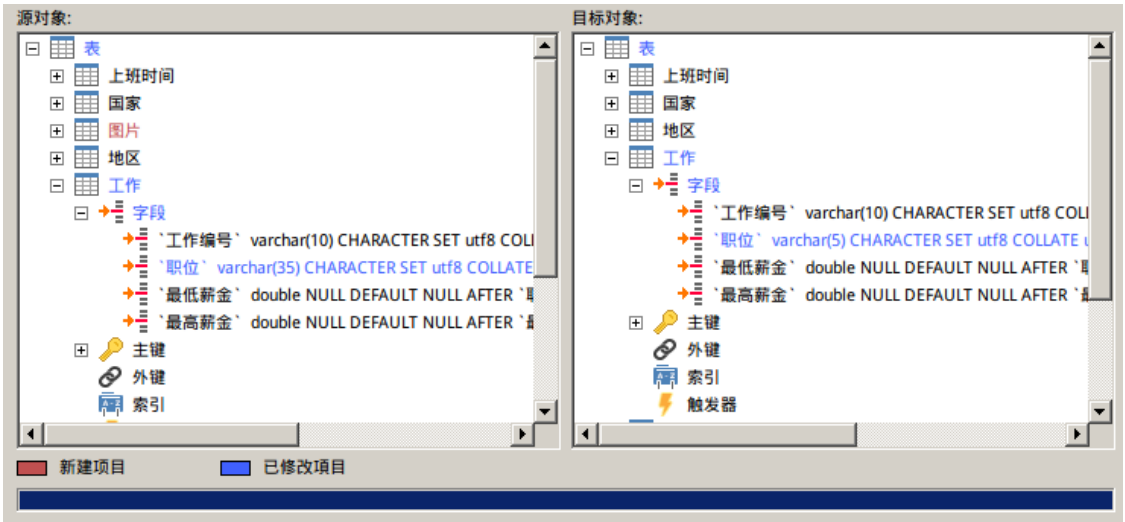 源对象:
表
上班时间
国家
图片
地区
工作
字段
`工作编号` varchar(10) CHARACTER SET utf8 COL
`职位` varchar(35) CHARACTER SET utf8 COLLATE
`最低薪金` double NULL DEFAULT NULL AFTER `
`最高薪金` double NULL DEFAULT NULL AFTER `
主键
外键
索引
目标对象:
表
上班时间
国家
地区
工作
字段
`工作编号` varchar(10) CHARACTER SET utf8 COL
`职位` varchar(5) CHARACTER SET utf8 COLLATE
`最低薪金` double NULL DEFAULT NULL AFTER `
`最高薪金` double NULL DEFAULT NULL AFTER `
主键
外键
索引
触发器
新建项目
已修改項目